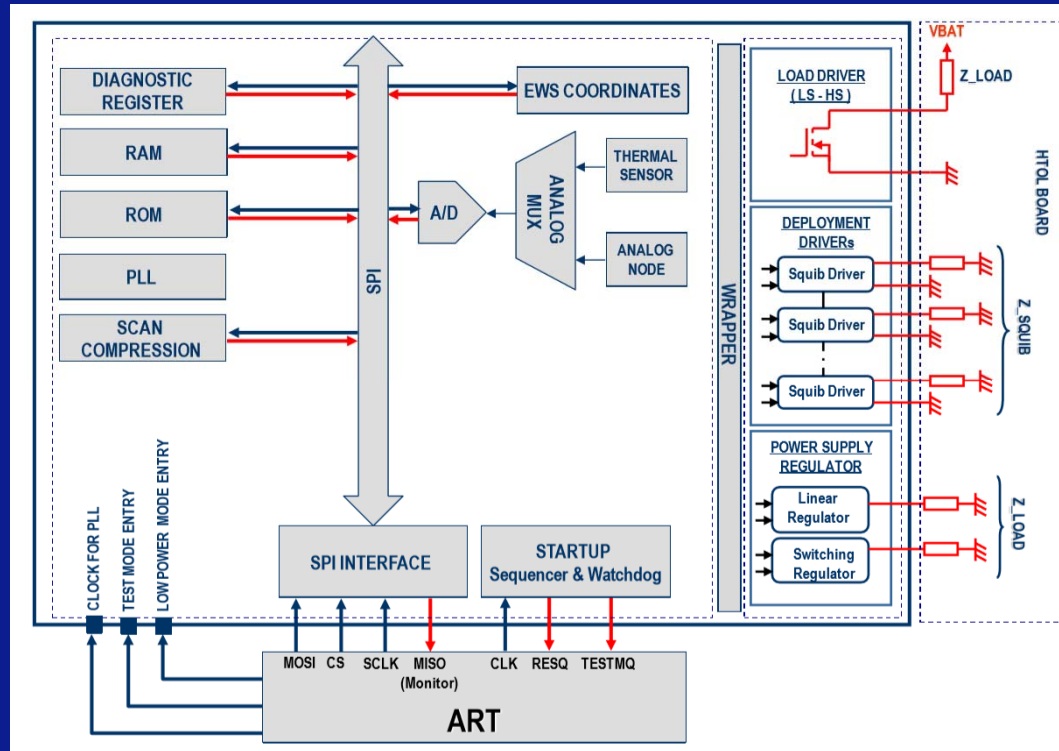 DIAGNOSTIC
REGISTER
RAM
ROM
PLL
SCAN
COMPRESSION
SPI
EWS COORDINATES
A/D
ANALOG
MUX
THERMAL
SENSOR
ANALOG
NODE
WRAPPER
LOAD DRIVER
( LS - HS )
VBAT
Z_LOAD
HTOL BOARD
DEPLOYMENT
DRIVERs
Squib Driver
Squib Driver
Squib Driver
Z_SQUIB
POWER SUPPLY
REGULATOR
Linear
Regulator
Switching
Regulator
Z_LOAD
CLOCK FOR PLL
TEST MODE ENTRY
LOW POWER MODE ENTRY
SPI INTERFACE
STARTUP
Sequencer & Watchdog
MOSI CS SCLK MISO CLK RESQ TESTMQ
(Monitor)
ART